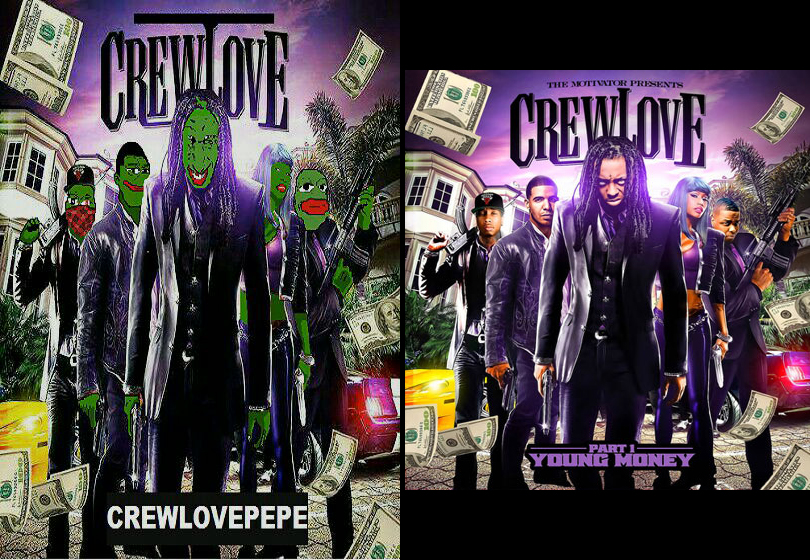 CREWLOVE
CREWLOVEPEPE
THE MOTIVATOR PRESENTS
CREWLOVE
PART 1
YOUNG MONEY